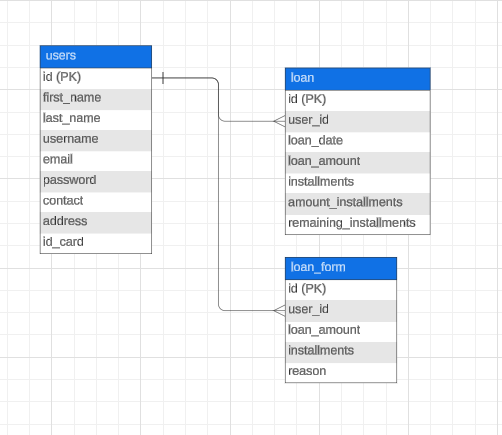 users
id (PK)
first_name
last_name
username
email
password
contact
address
id_card
loan
id (PK)
user_id
loan_date
loan_amount
installments
amount_installments
remaining_installments
loan_form
id (PK)
user_id
loan_amount
installments
reason